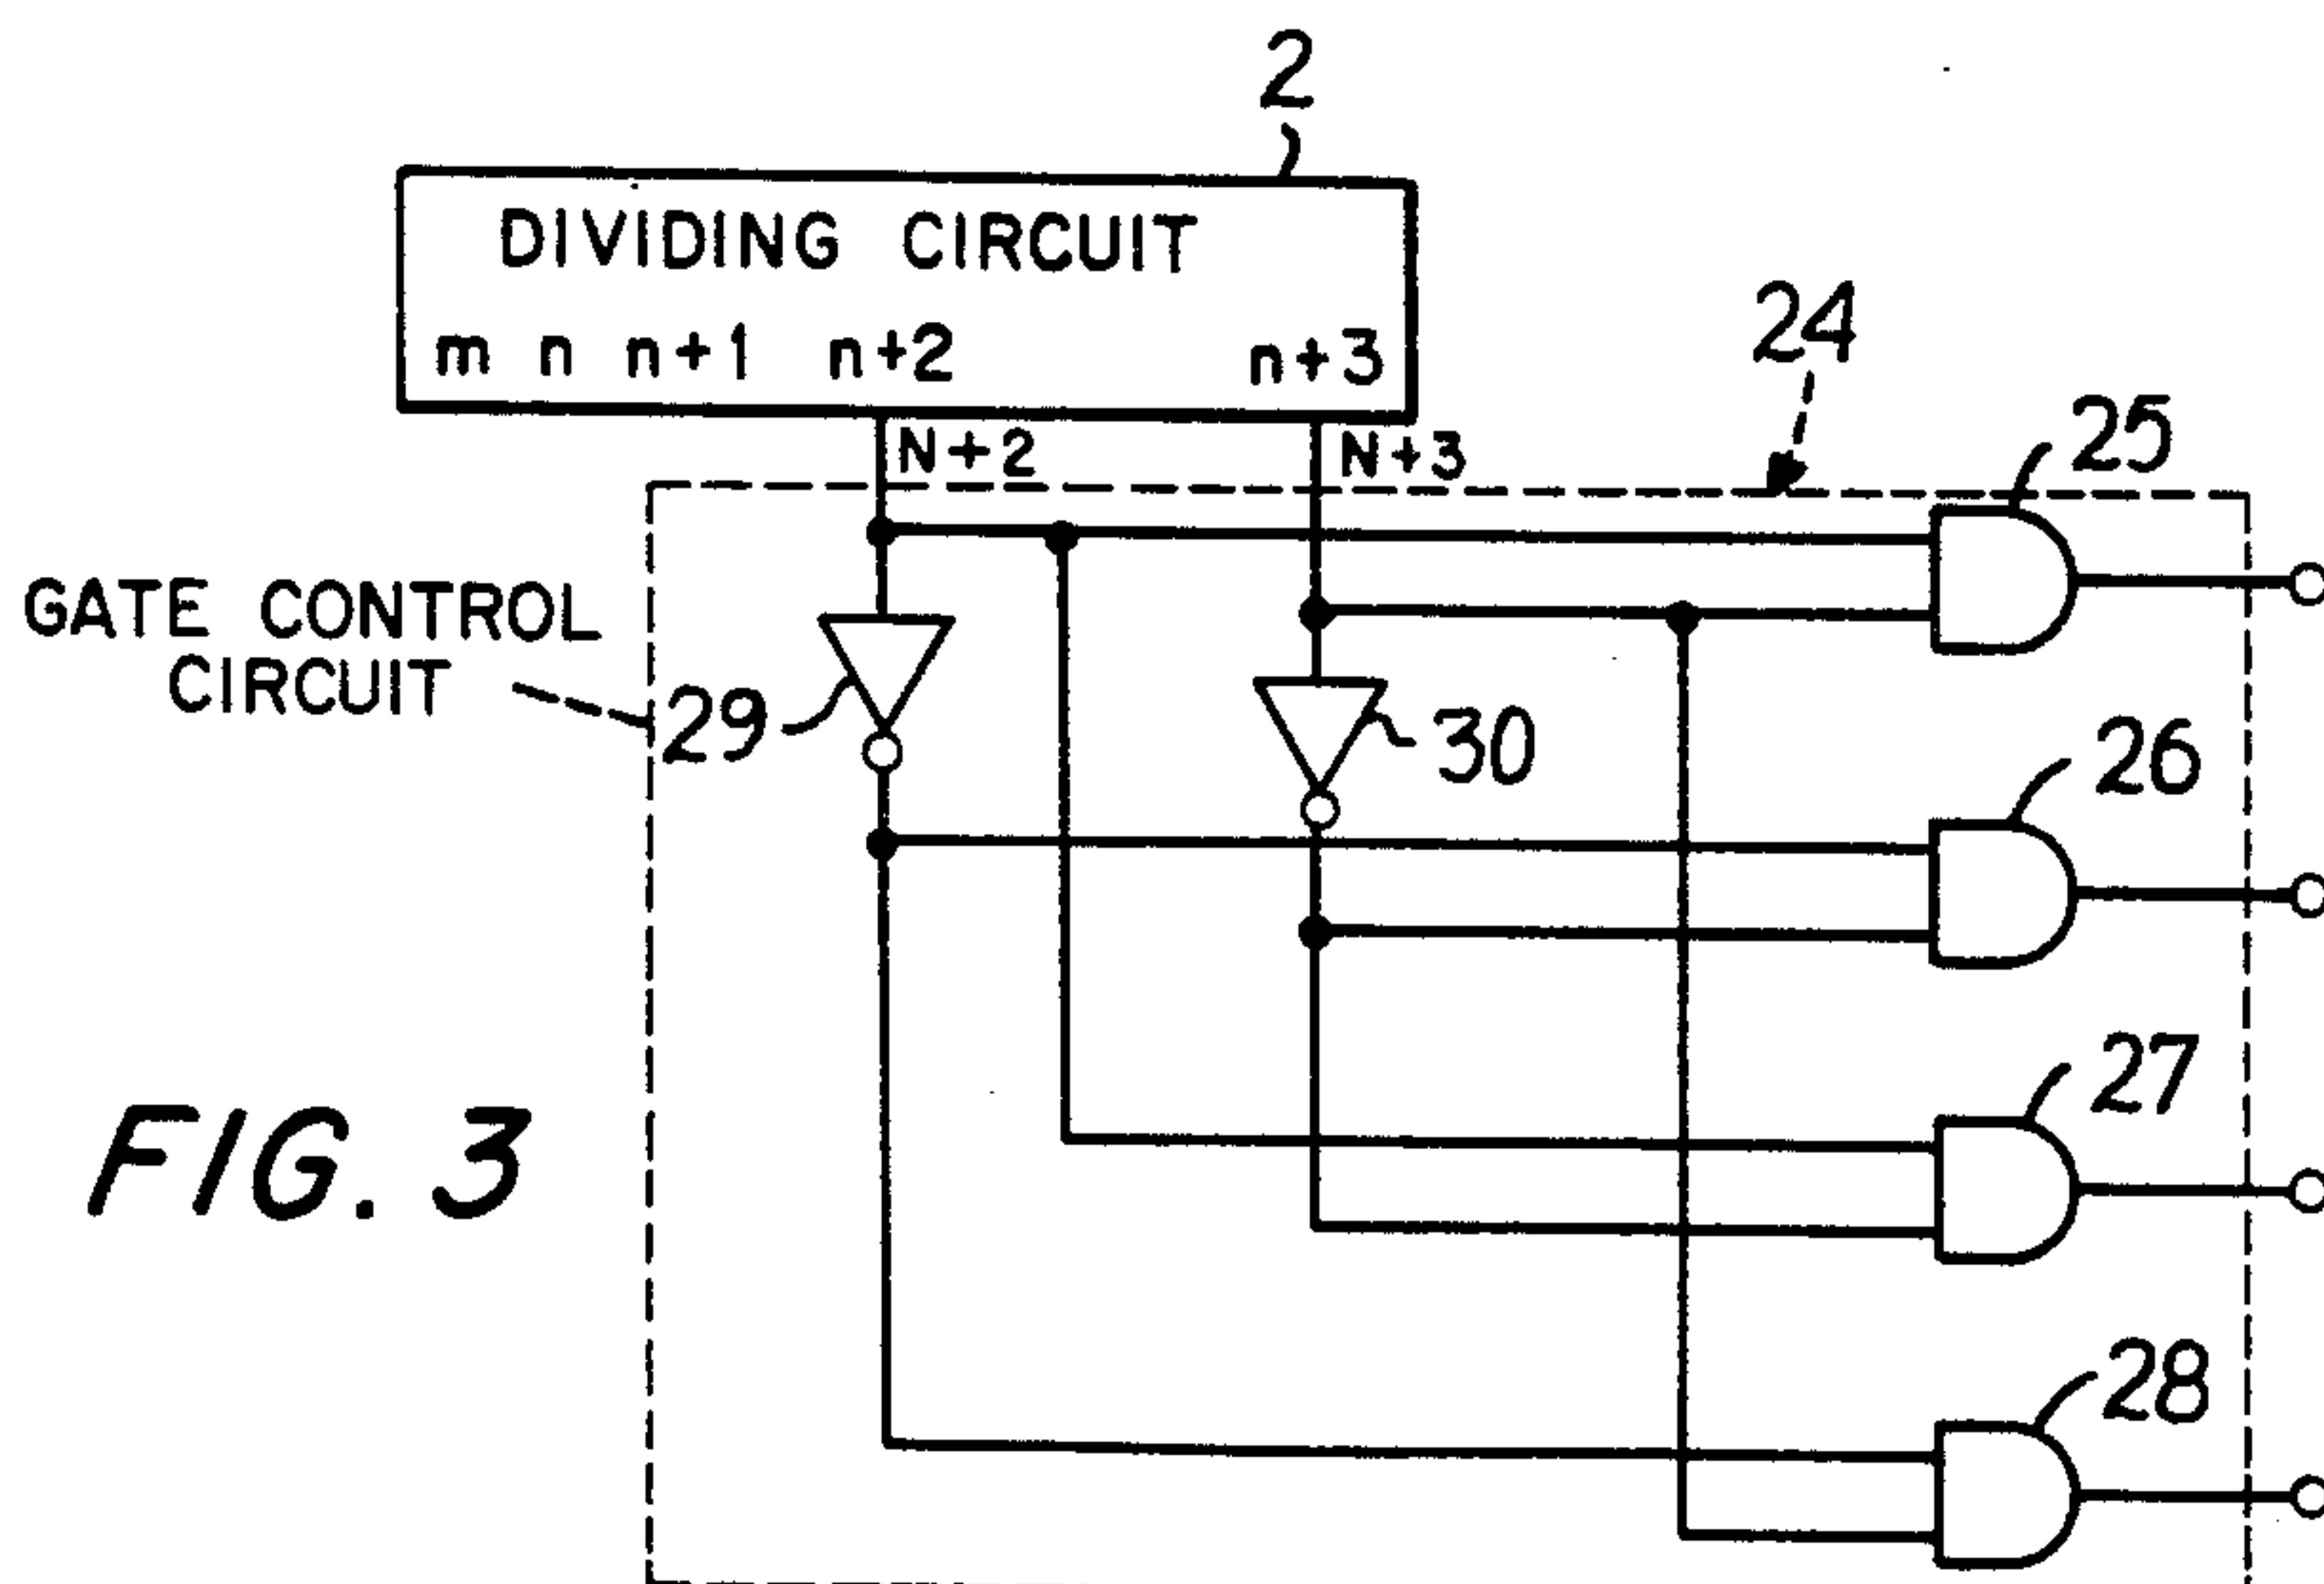 2
DIVIDING CIRCUIT
m n n+1 n+2 n+3
N+2 N+3
24
25
GATE CONTROL
CIRCUIT
29
30
26
27
FIG. 3
28